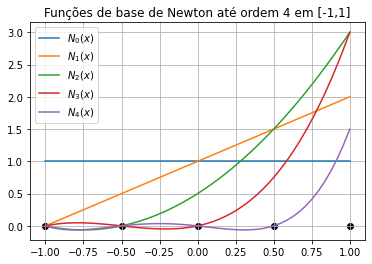 Funções de base de Newton até ordem 4 em [-1,1]
3.0
2.5
2.0
1.5
1.0
0.5
0.0
N₀(x)
N₁(x)
N₂(x)
N₃(x)
N₄(x)
−1.00 −0.75 −0.50 −0.25 0.00 0.25 0.50 0.75 1.00